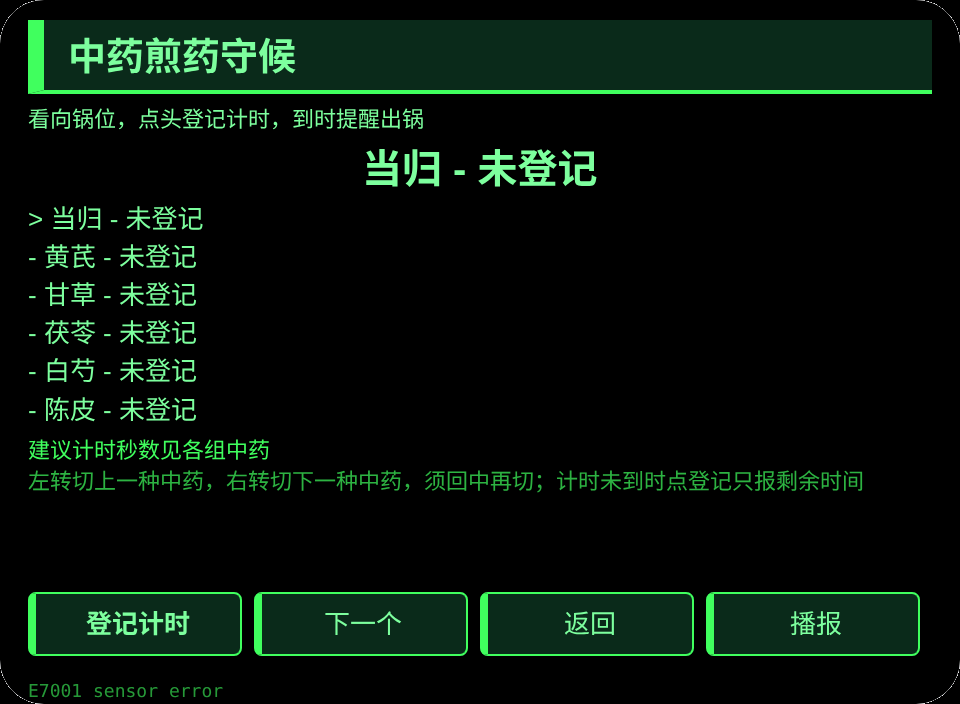 中药煎药守候
看向锅位，点头登记计时，到时提醒出锅
当归 - 未登记
> 当归 - 未登记
- 黄芪 - 未登记
- 甘草 - 未登记
- 茯苓 - 未登记
- 白芍 - 未登记
- 陈皮 - 未登记
建议计时秒数见各组中药
左转切上一种中药，右转切下一种中药，须回中再切；计时未到时点登记只报剩余时间
登记计时
下一个
返回
播报
E7001 sensor error